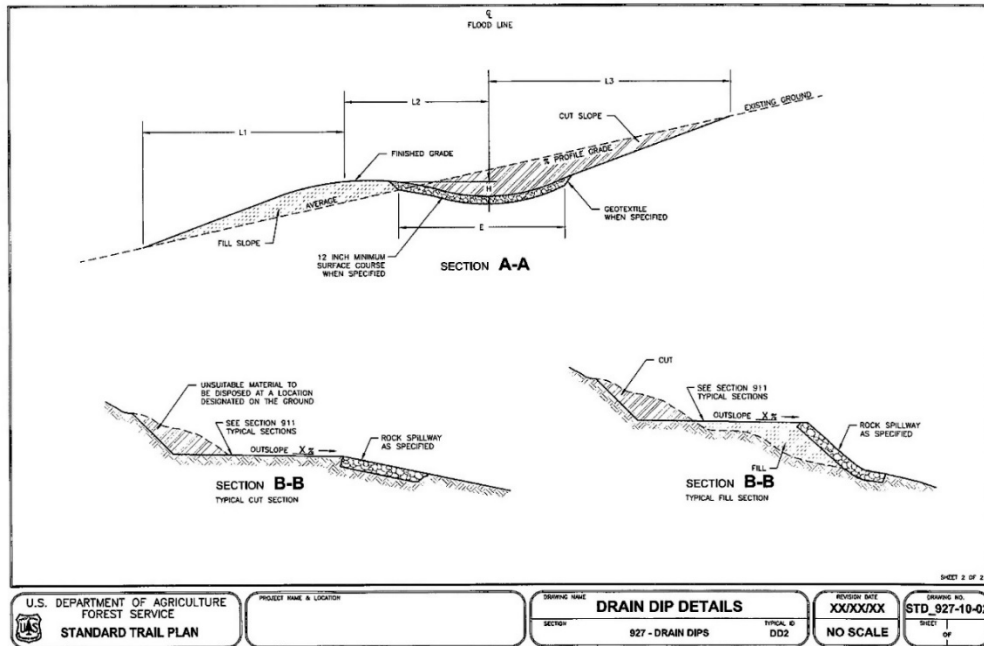 ℄
FLOOD LINE
L3
L2
L1
EXISTING GROUND
CUT SLOPE
% PROFILE GRADE
FINISHED GRADE
H
AVERAGE
GEOTEXTILE
WHEN SPECIFIED
E
FILL SLOPE
12 INCH MINIMUM
SURFACE COURSE
WHEN SPECIFIED
SECTION A-A
UNSUITABLE MATERIAL TO
BE DISPOSED AT A LOCATION
DESIGNATED ON THE GROUND
SEE SECTION 911
TYPICAL SECTIONS
OUTSLOPE X %
ROCK SPILLWAY
AS SPECIFIED
SECTION B-B
TYPICAL CUT SECTION
CUT
SEE SECTION 911
TYPICAL SECTIONS
OUTSLOPE X %
ROCK SPILLWAY
AS SPECIFIED
FILL
SECTION B-B
TYPICAL FILL SECTION
SHEET 2 OF 2
U.S. DEPARTMENT OF AGRICULTURE
FOREST SERVICE
STANDARD TRAIL PLAN
PROJECT NAME & LOCATION
DRAWING NAME
DRAIN DIP DETAILS
SECTION
927 - DRAIN DIPS
TYPICAL ID
DD2
REVISION DATE
XX/XX/XX
NO SCALE
DRAWING NO.
STD_927-10-02
SHEET
OF